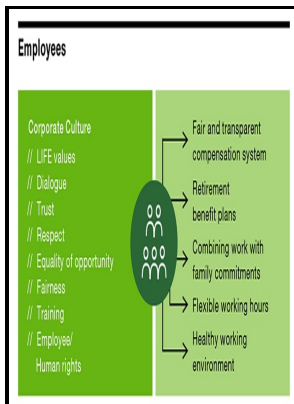 Employees
Corporate Culture
// LIFE values
// Dialogue
// Trust
// Respect
// Equality of opportunity
// Fairness
// Training
// Employee/
Human rights
Fair and transparent
compensation system
Retirement
benefit plans
Combining work with
family commitments
Flexible working hours
Healthy working
environment